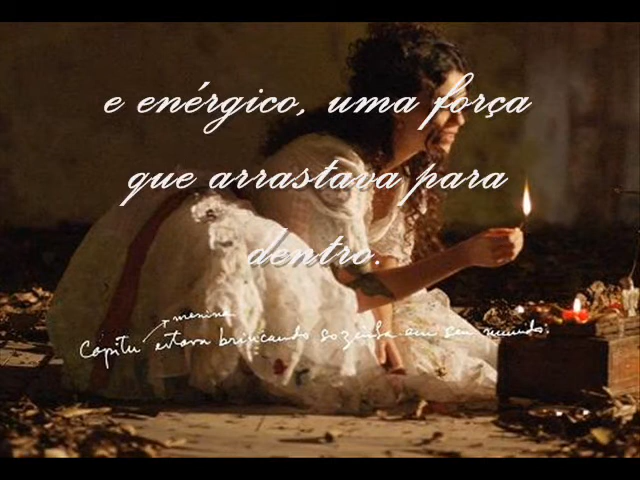 e enérgico, uma força
que arrastava para
dentro.
menina
Capitu estava brincando sozinha em seu mundo.